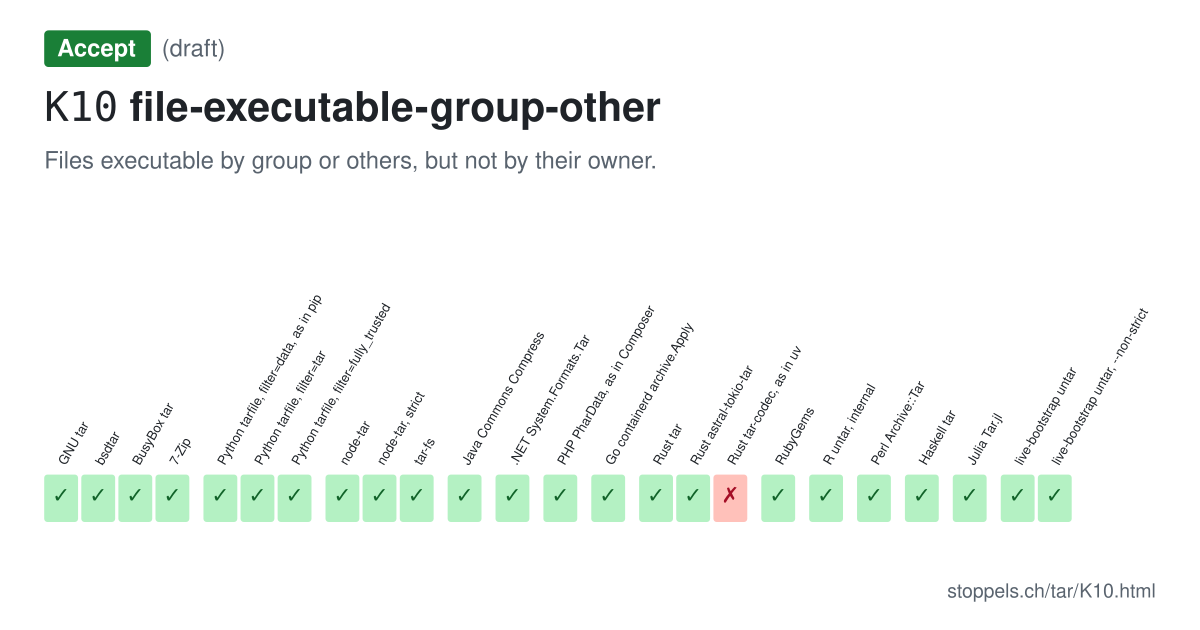 Accept (draft)
K10 file-executable-group-other
Files executable by group or others, but not by their owner.
GNU tar
bsdtar
BusyBox tar
7-Zip
Python tarfile, filter=data, as in pip
Python tarfile, filter=tar
Python tarfile, filter=fully_trusted
node-tar
node-tar, strict
tar-fs
Java Commons Compress
.NET System.Formats.Tar
PHP PharData, as in Composer
Go containerd archive.Apply
Rust tar
Rust astral-tokio-tar
Rust tar-codec, as in uv
RubyGems
R untar, internal
Perl Archive::Tar
Haskell tar
Julia Tar.jl
live-bootstrap untar
live-bootstrap untar, --non-strict
✓ ✓ ✓ ✓ ✓ ✓ ✓ ✓ ✓ ✓ ✓ ✓ ✓ ✓ ✓ ✓ ✗ ✓ ✓ ✓ ✓ ✓ ✓ ✓
stoppels.ch/tar/K10.html